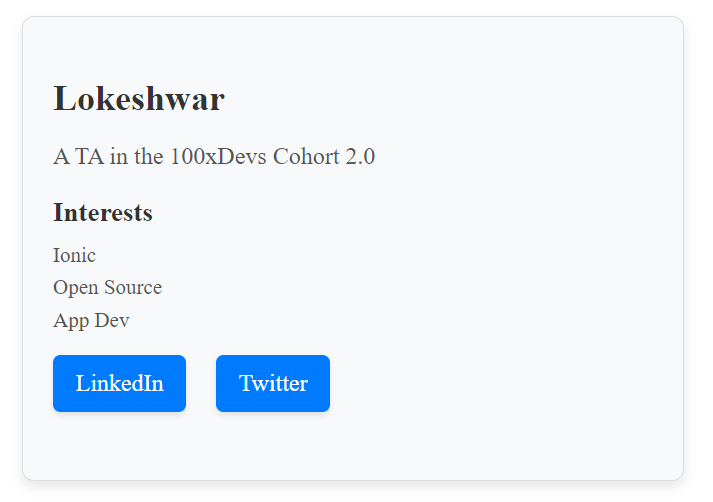 Lokeshwar
A TA in the 100xDevs Cohort 2.0
Interests
Ionic
Open Source
App Dev
LinkedIn Twitter